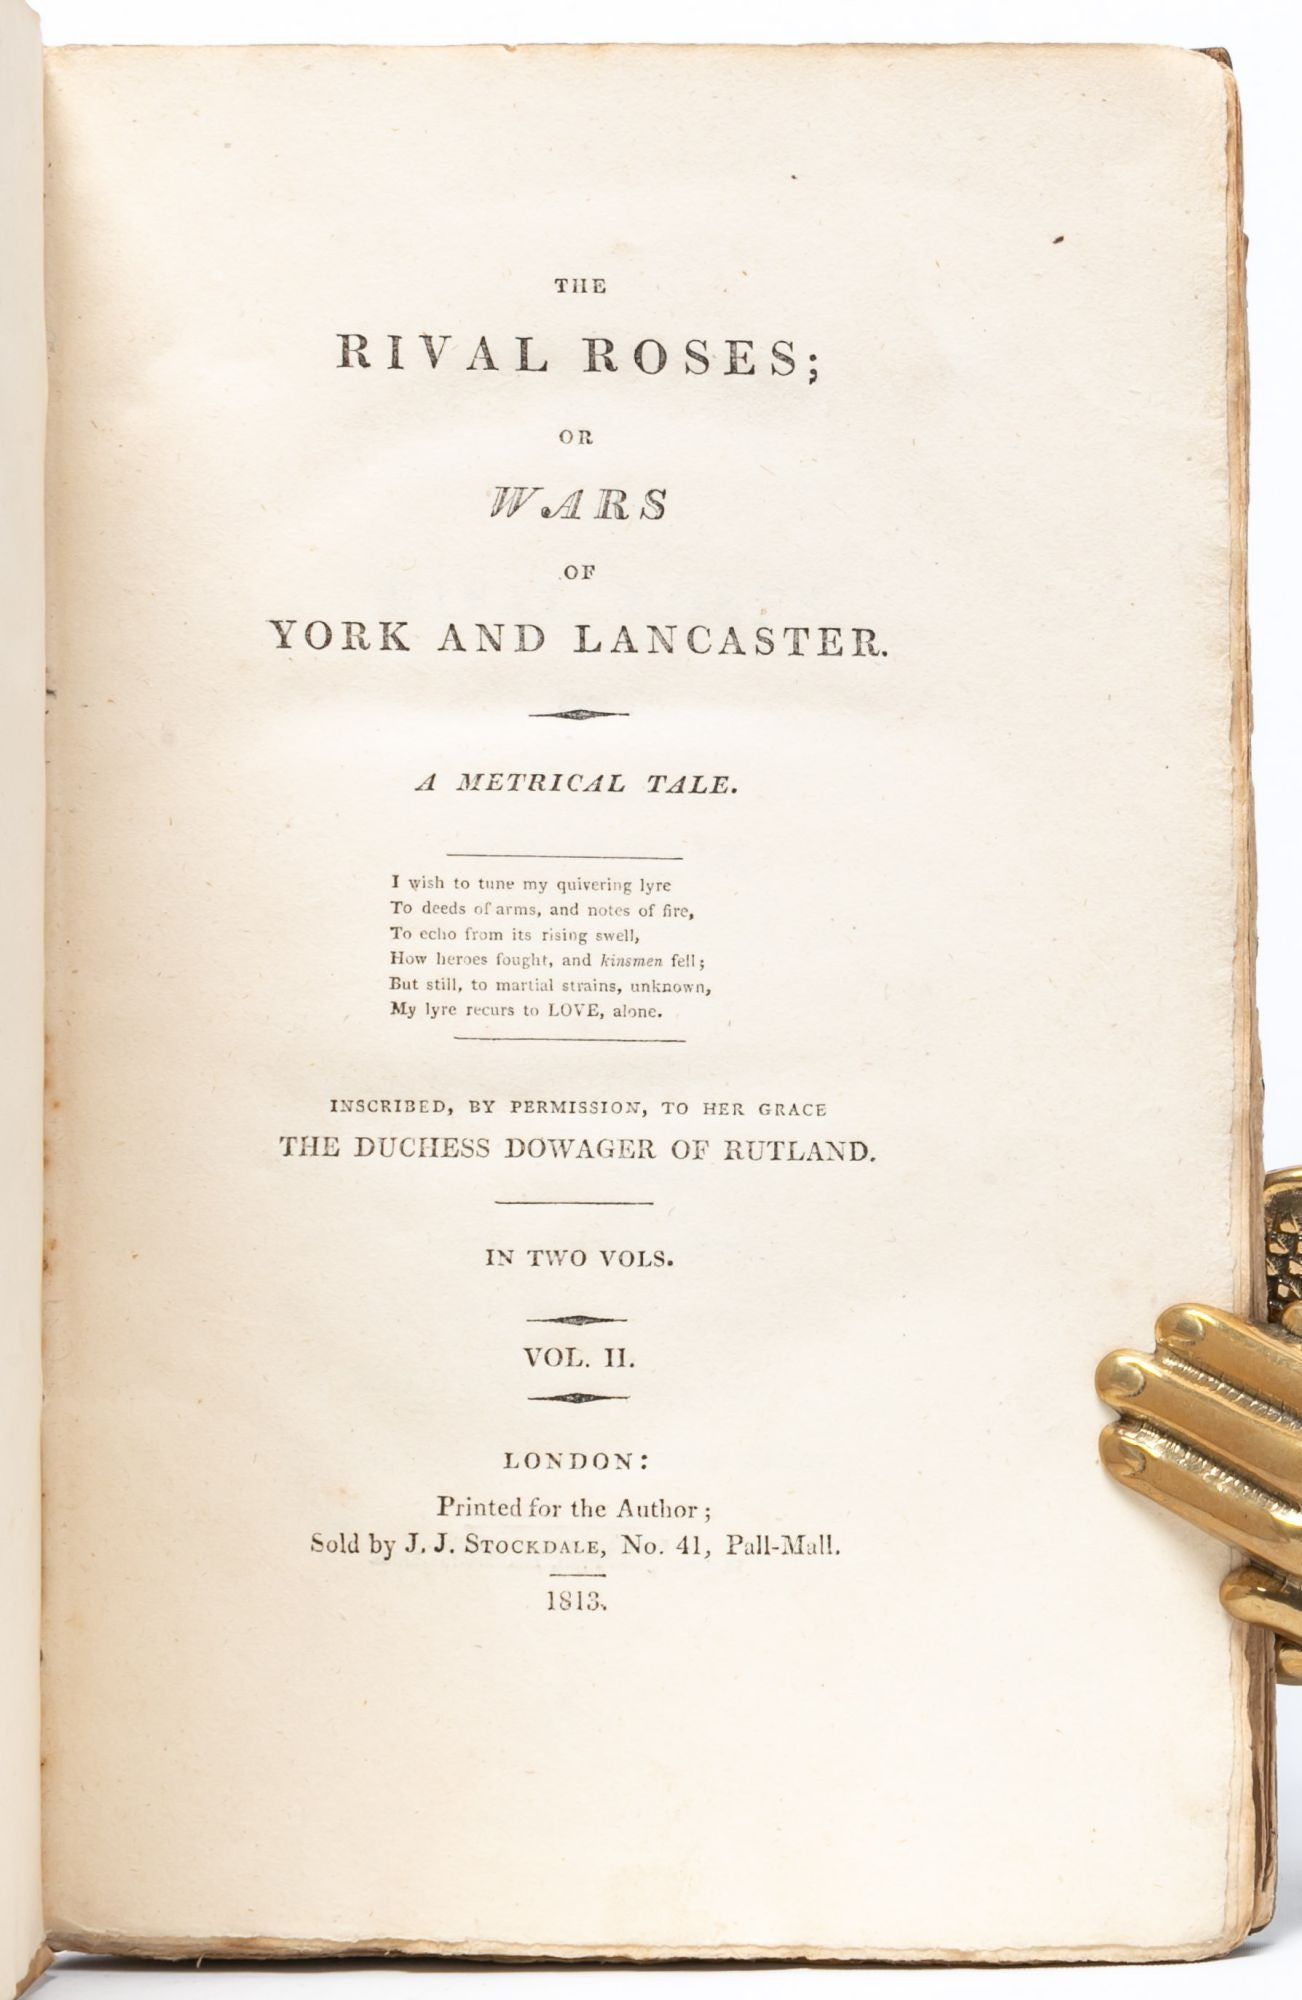 THE
RIVAL ROSES;
OR
WARS
OF
YORK AND LANCASTER.
A METRICAL TALE.
I wish to tune my quivering lyre
To deeds of arms, and notes of fire,
To echo from its rising swell,
How heroes fought, and kinsmen fell;
But still, to martial strains, unknown,
My lyre recurs to LOVE, alone.
INSCRIBED, BY PERMISSION, TO HER GRACE
THE DUCHESS DOWAGER OF RUTLAND.
IN TWO VOLS.
VOL. II.
LONDON:
Printed for the Author;
Sold by J. J. STOCKDALE, No. 41, Pall-Mall.
1813.